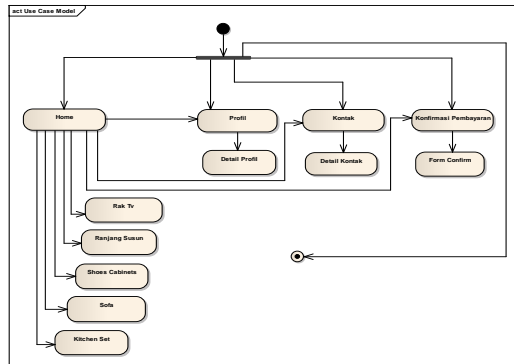 act Use Case Model
Home
Profil
Kontak
Konfirmasi Pembayaran
Detail Profil
Detail Kontak
Form Confirm
Rak Tv
Ranjang Susun
Shoes Cabinets
Sofa
Kitchen Set